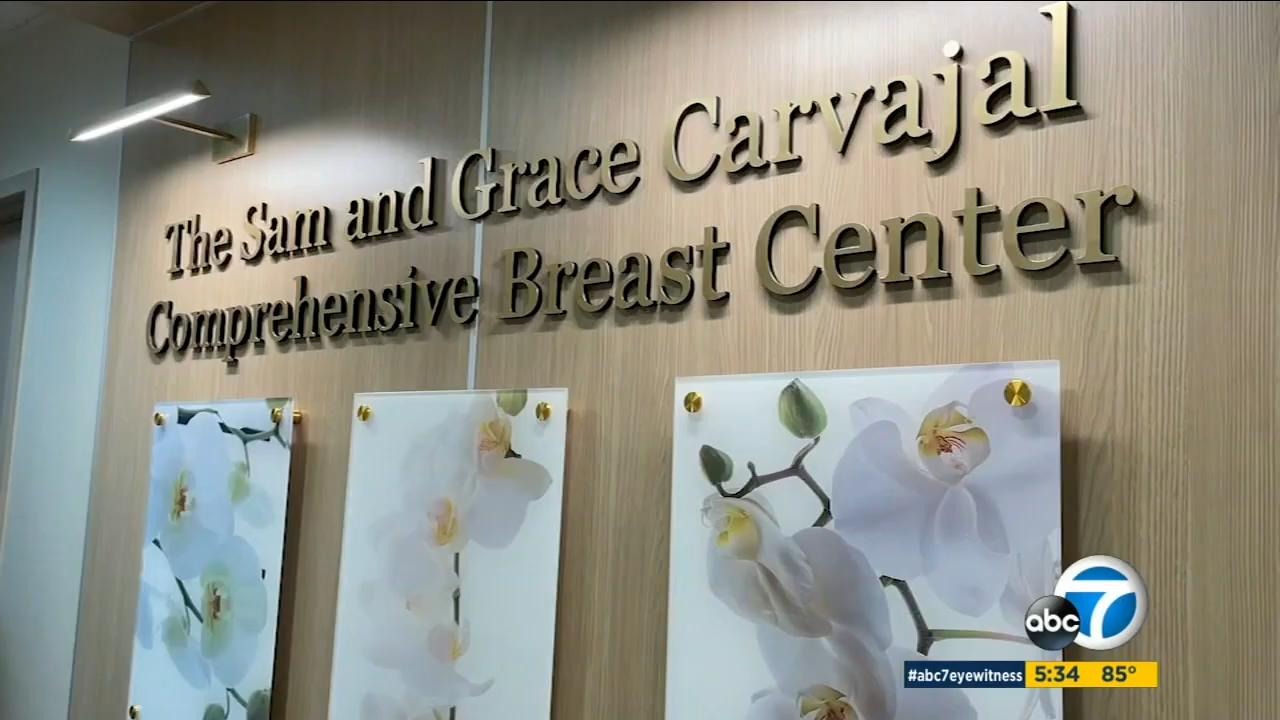 The Sam and Grace Carvajal
Comprehensive Breast Center
abc 7
#abc7eyewitness 5:34 85°